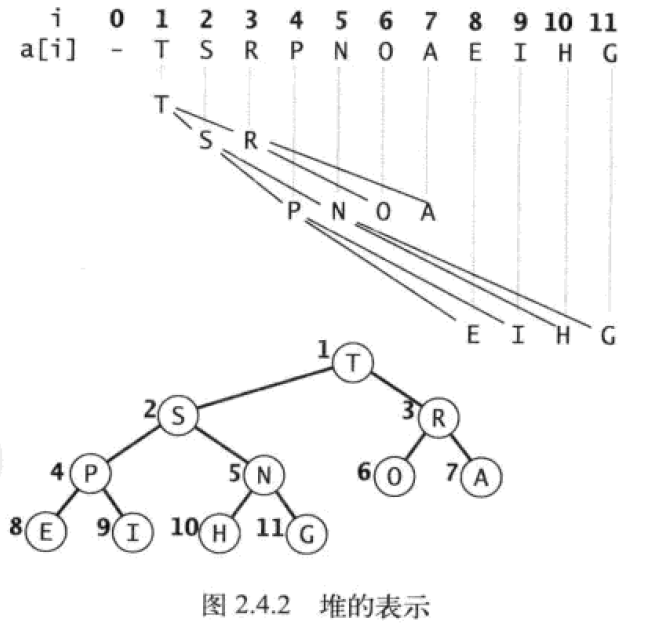 i 0 1 2 3 4 5 6 7 8 9 10 11
a[i] - T S R P N O A E I H G
T
S R
P N O A
E I H G
1 T
2 S 3 R
4 P 5 N 6 O 7 A
8 E 9 I 10 H 11 G
图 2.4.2 堆的表示